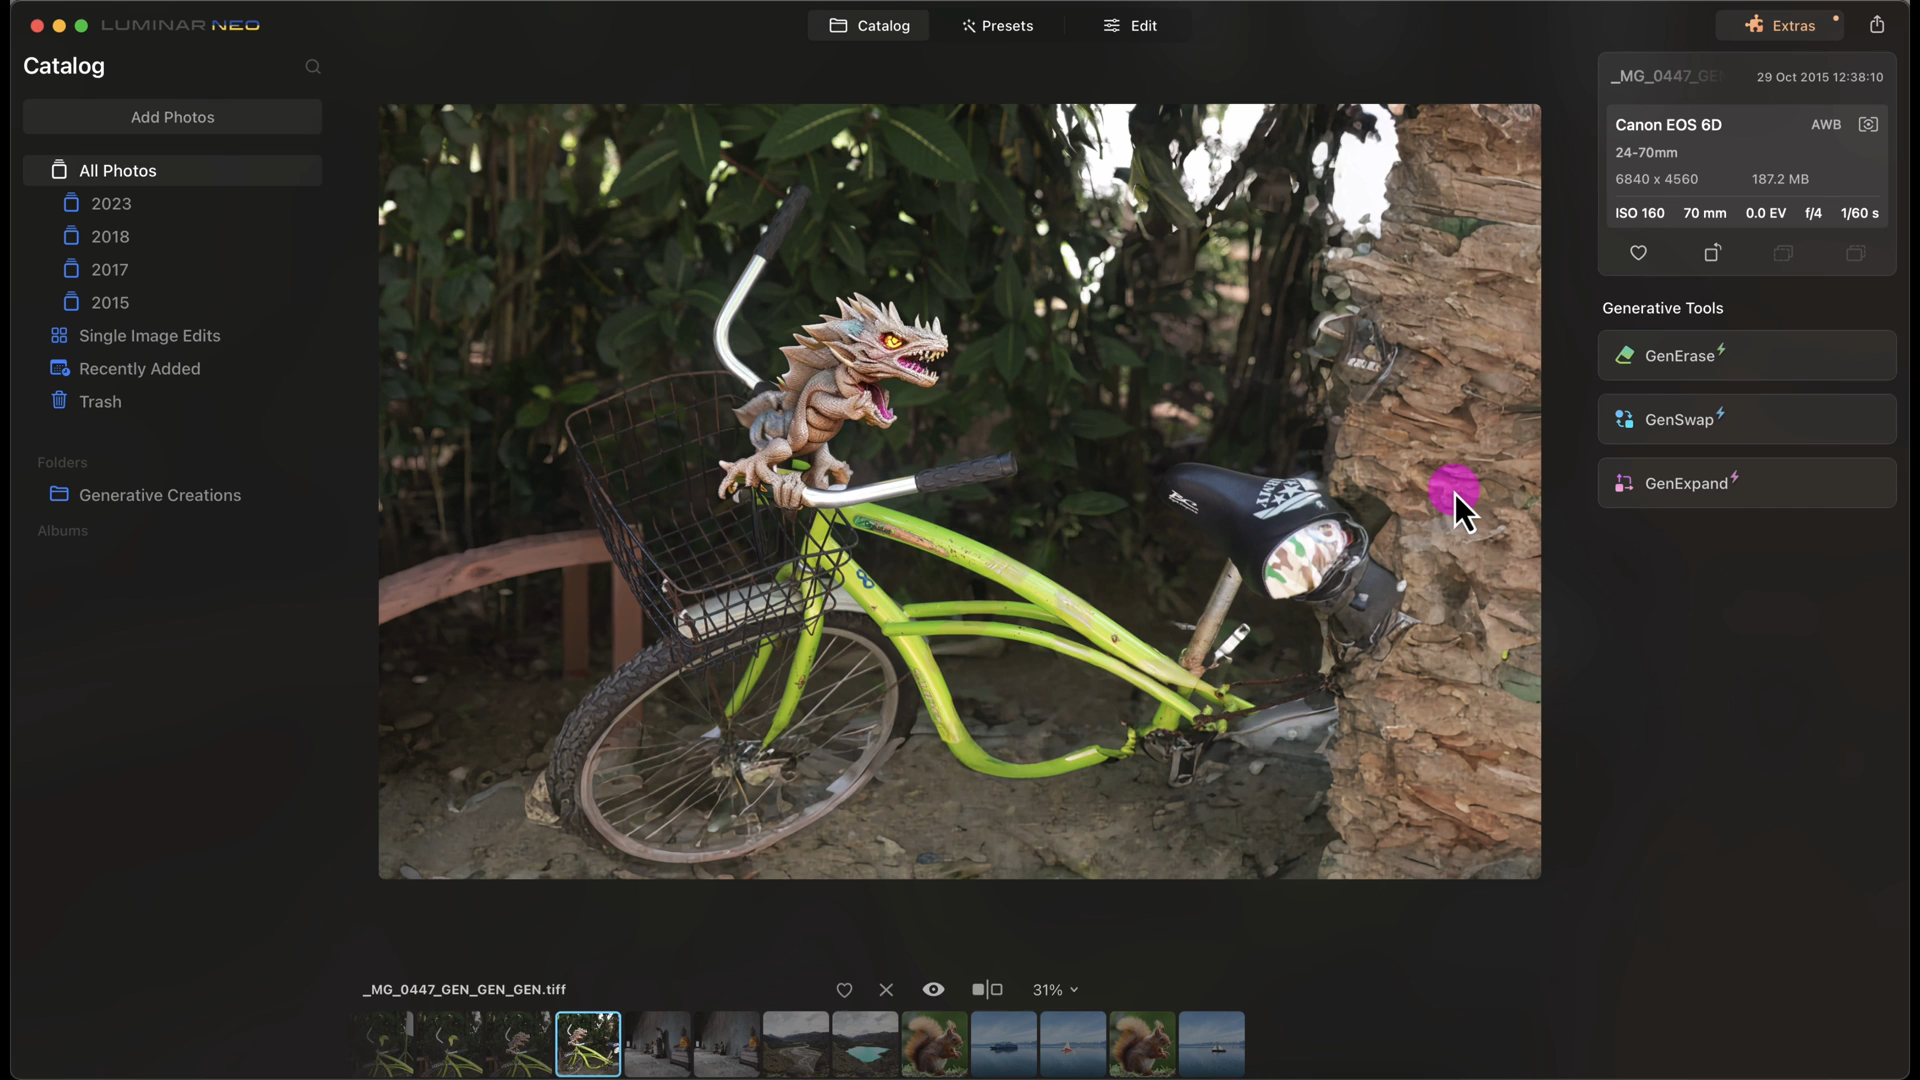 LUMINAR NEO
Catalog
Presets
Edit
Extras
Catalog
Add Photos
All Photos
2023
2018
2017
2015
Single Image Edits
Recently Added
Trash
Folders
Generative Creations
Albums
_MG_0447_GEN
29 Oct 2015 12:38:10
Canon EOS 6D
AWB
24-70mm
6840 x 4560
187.2 MB
ISO 160
70 mm
0.0 EV
f/4
1/60 s
Generative Tools
GenErase
GenSwap
GenExpand
_MG_0447_GEN_GEN_GEN.tiff
31%